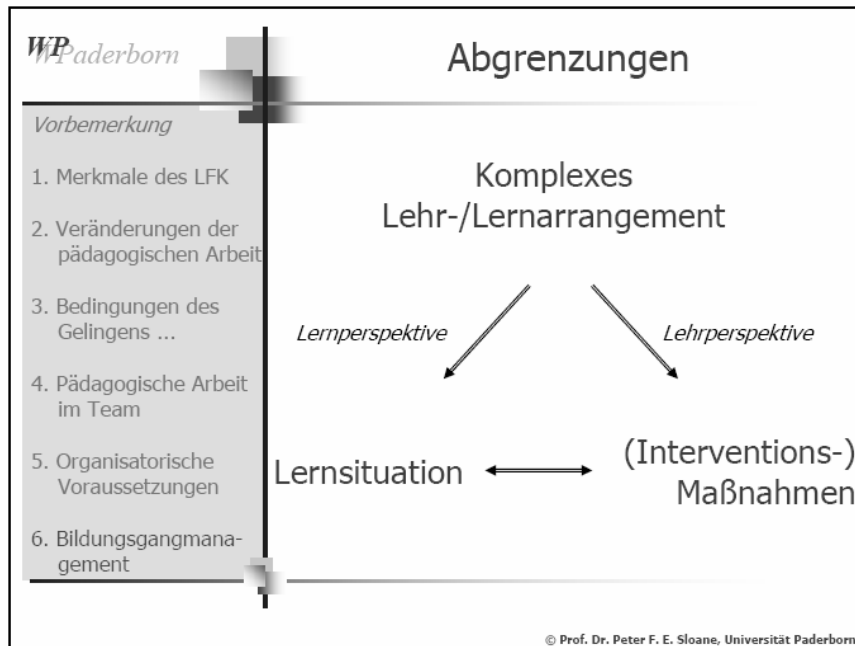 WPaderborn
Abgrenzungen
Vorbemerkung
1. Merkmale des LFK
2. Veränderungen der
pädagogischen Arbeit
3. Bedingungen des
Gelingens ...
4. Pädagogische Arbeit
im Team
5. Organisatorische
Voraussetzungen
6. Bildungsgangmana-
gement
Komplexes
Lehr-/Lernarrangement
Lernperspektive
Lehrperspektive
Lernsituation
(Interventions-)
Maßnahmen
© Prof. Dr. Peter F. E. Sloane, Universität Paderborn